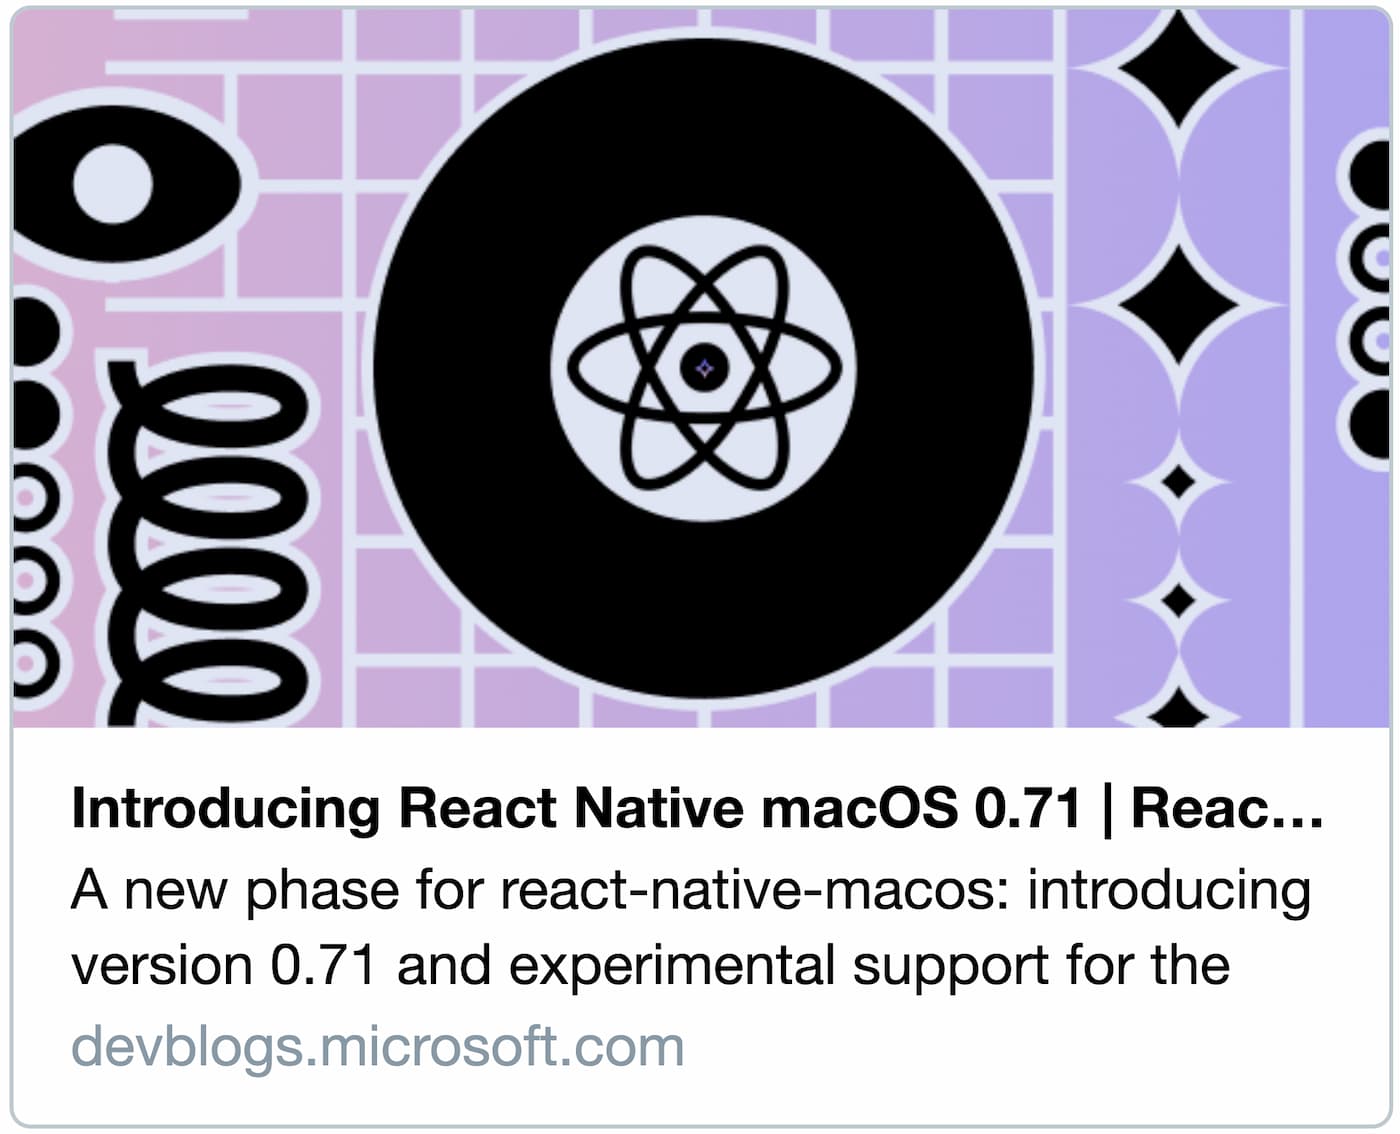 Introducing React Native macOS 0.71 | Reac...
A new phase for react-native-macos: introducing
version 0.71 and experimental support for the
devblogs.microsoft.com